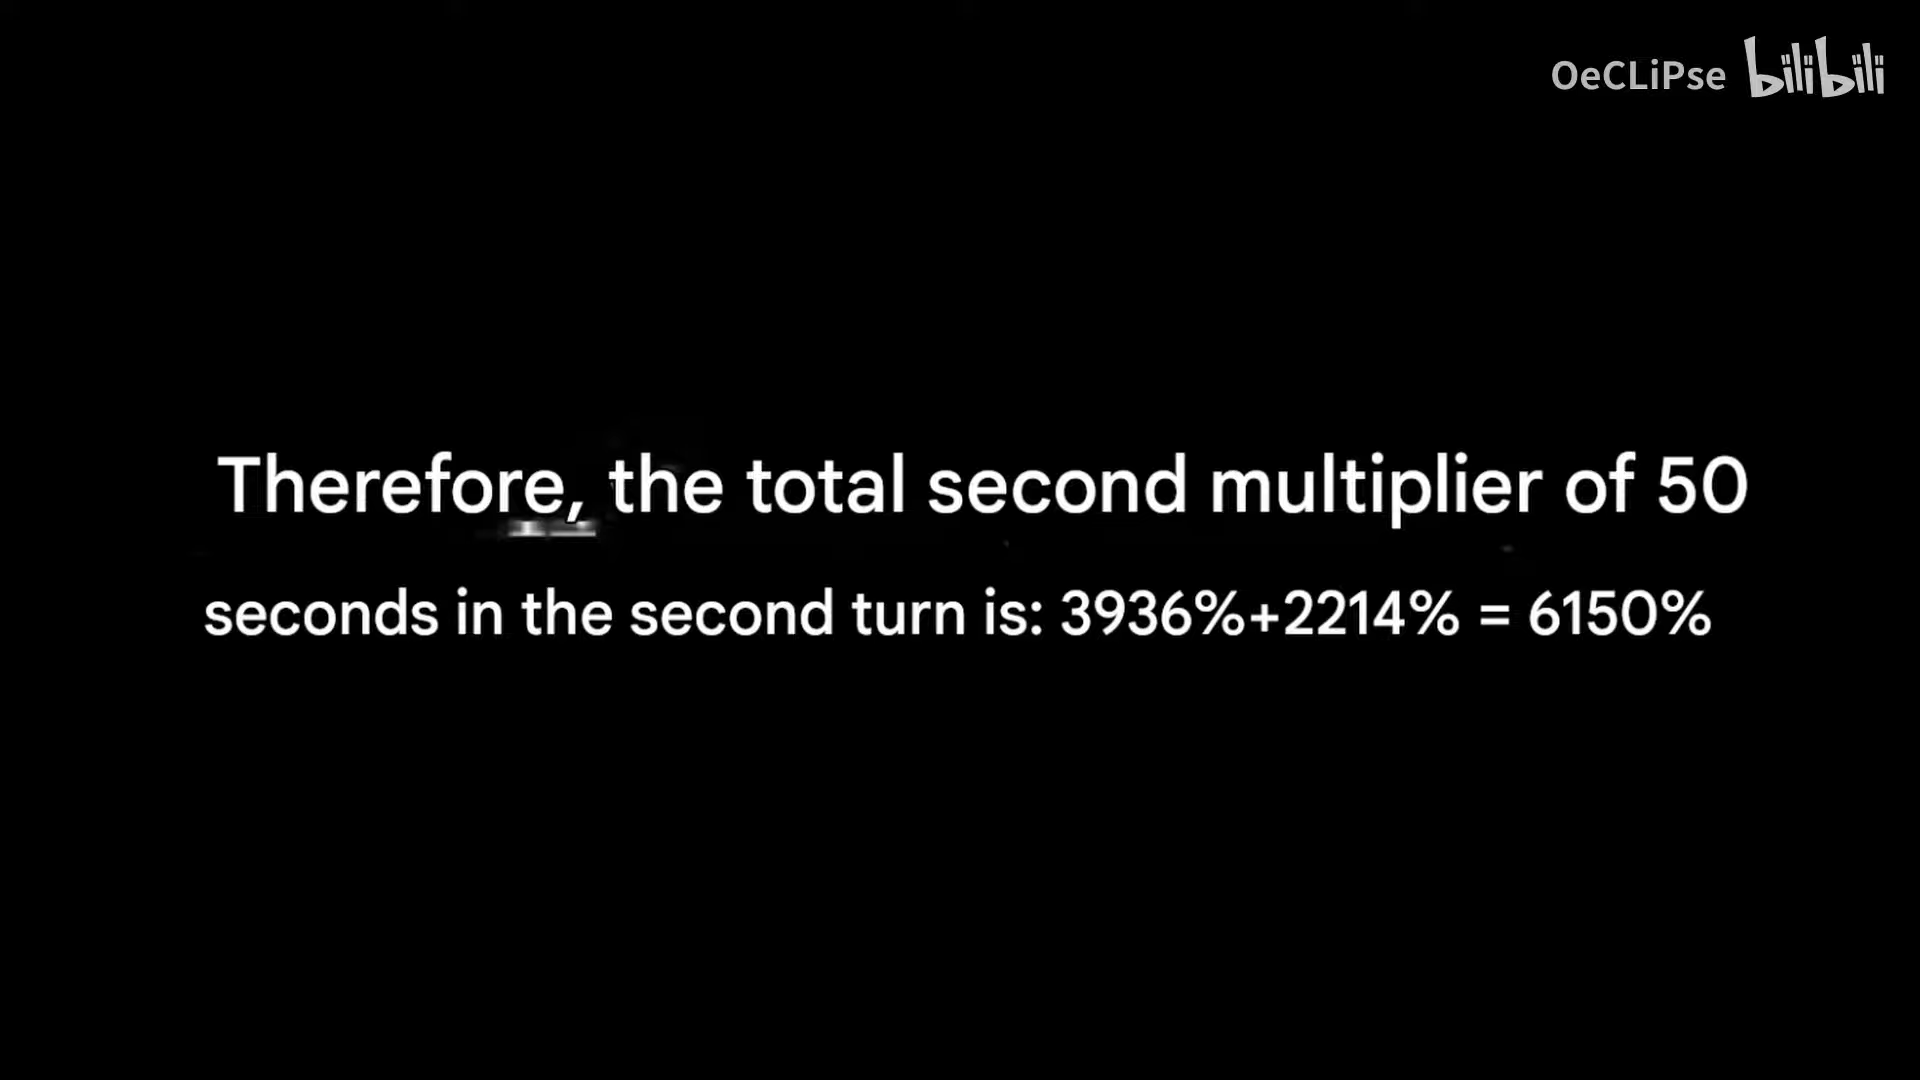 OeCLiPse bilibili
Therefore, the total second multiplier of 50
seconds in the second turn is: 3936%+2214% = 6150%